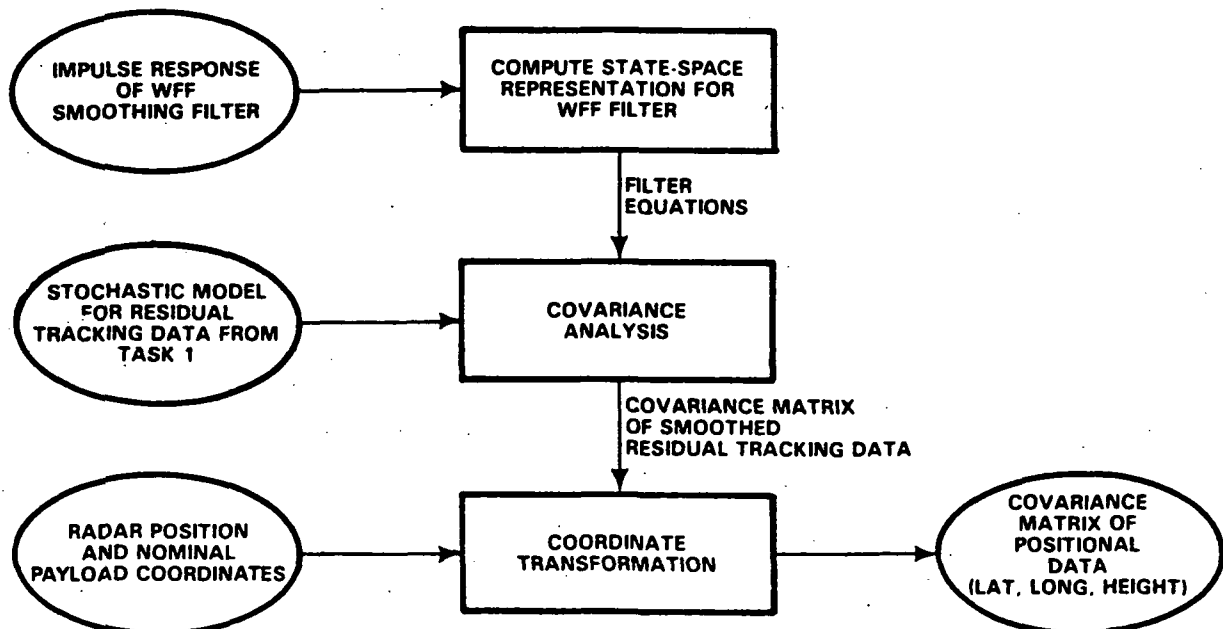 IMPULSE RESPONSE
OF WFF
SMOOTHING FILTER
COMPUTE STATE-SPACE
REPRESENTATION FOR
WFF FILTER
FILTER
EQUATIONS
STOCHASTIC MODEL
FOR RESIDUAL
TRACKING DATA FROM
TASK 1
COVARIANCE
ANALYSIS
COVARIANCE MATRIX
OF SMOOTHED
RESIDUAL TRACKING DATA
RADAR POSITION
AND NOMINAL
PAYLOAD COORDINATES
COORDINATE
TRANSFORMATION
COVARIANCE
MATRIX OF
POSITIONAL
DATA
(LAT, LONG, HEIGHT)